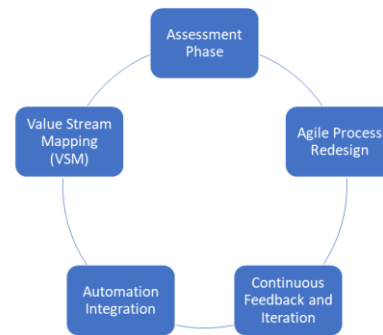 Assessment
Phase
Agile Process
Redesign
Continuous
Feedback and
Iteration
Automation
Integration
Value Stream
Mapping
(VSM)